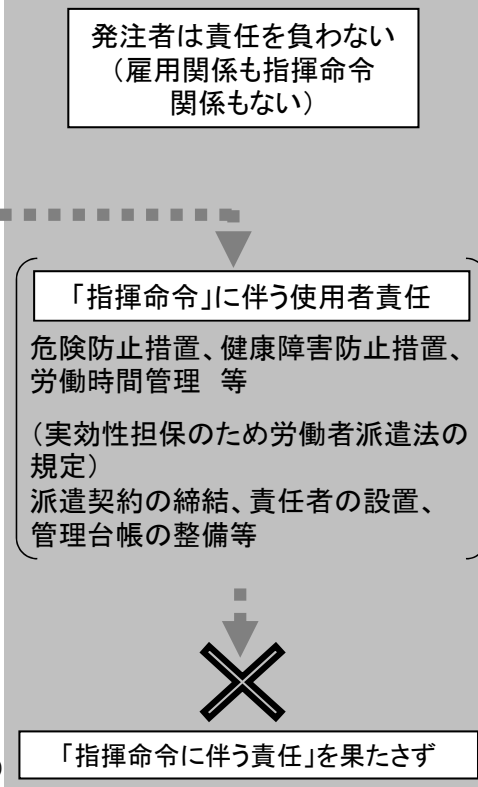 発注者は責任を負わない
（雇用関係も指揮命令
関係もない）
「指揮命令」に伴う使用者責任
危険防止措置、健康障害防止措置、
労働時間管理　等
（実効性担保のため労働者派遣法の
規定）
派遣契約の締結、責任者の設置、
管理台帳の整備等
「指揮命令に伴う責任」を果たさず